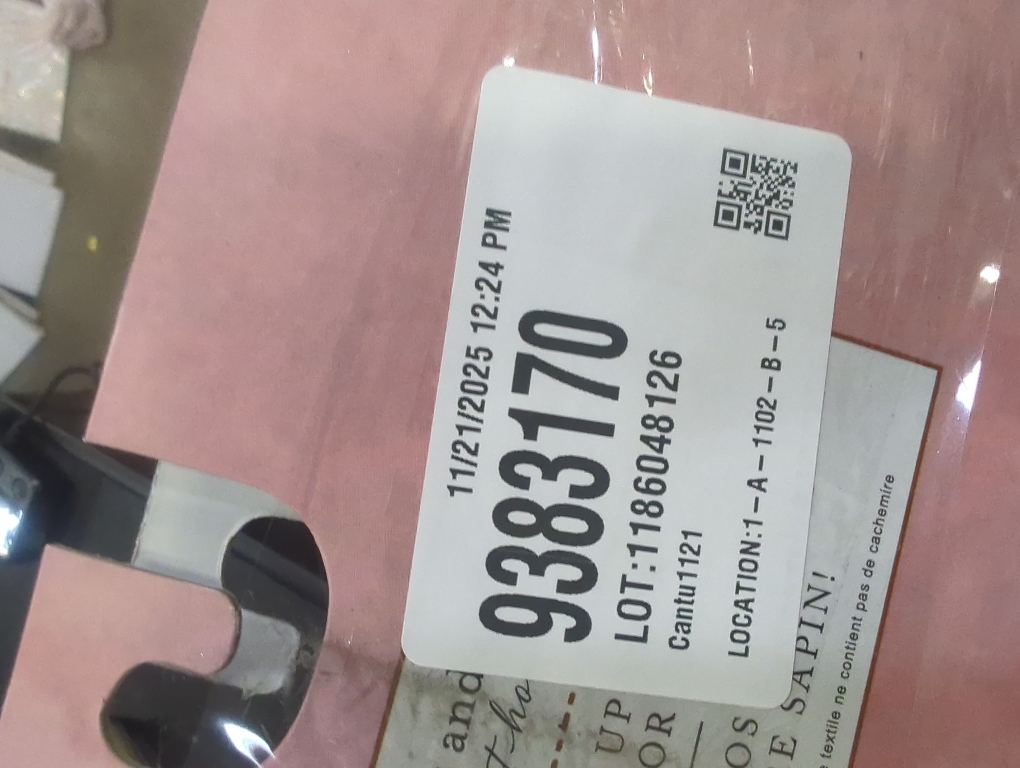 11/21/2025 12:24 PM
938170
LOT:1186048126
Cantu1121
LOCATION:1-A-1102-B-5
and
UP
OR
OS
E SAPIN!
textile ne contient pas de cachemire